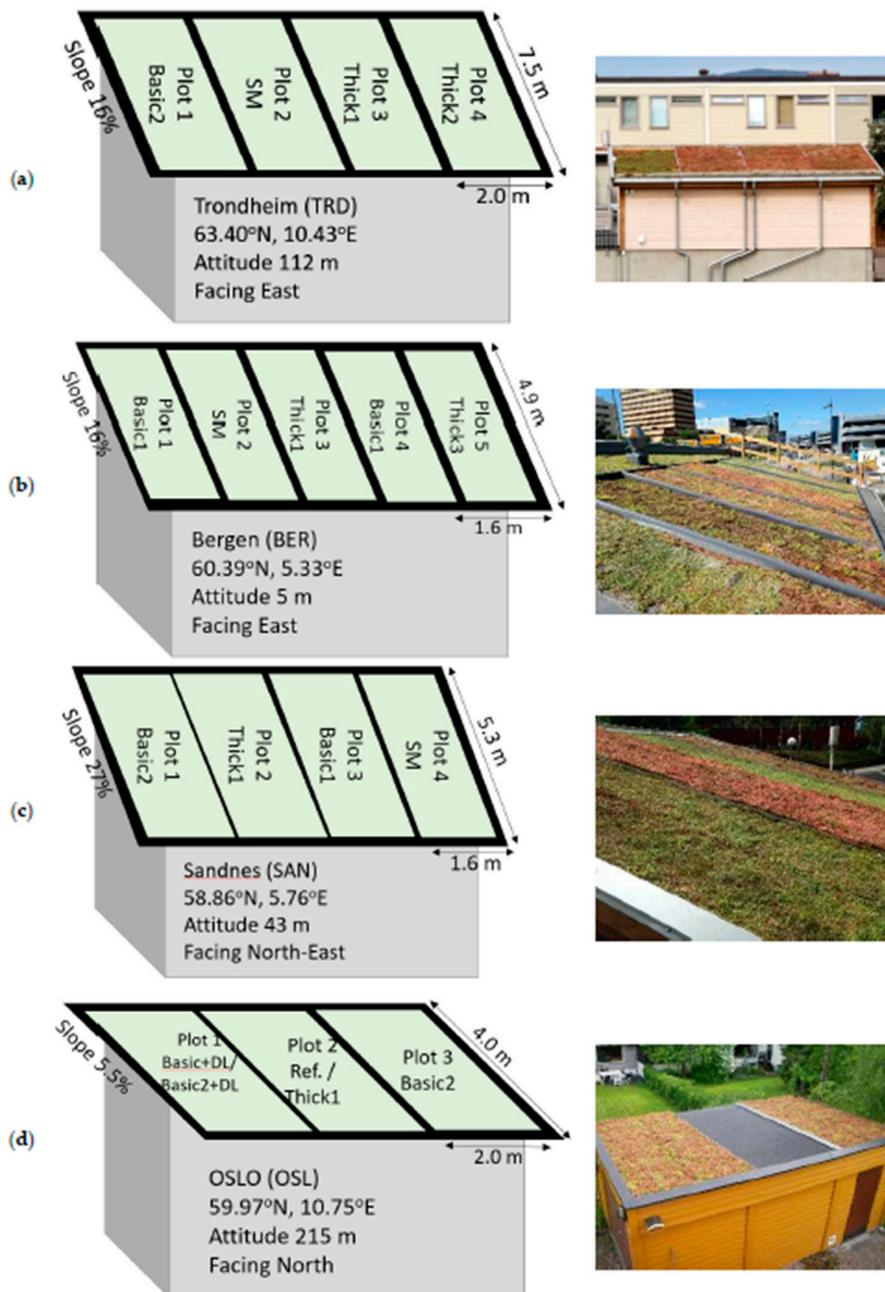 (a)
Slope 16%
Plot 1
Basic2
Plot 2
SM
Plot 3
Thick1
Plot 4
Thick2
7.5 m
2.0 m
Trondheim (TRD)
63.40°N, 10.43°E
Attitude 112 m
Facing East
(b)
Slope 16%
Plot 1
Basic1
Plot 2
SM
Plot 3
Thick1
Plot 4
Basic1
Plot 5
Thick3
4.9 m
1.6 m
Bergen (BER)
60.39°N, 5.33°E
Attitude 5 m
Facing East
(c)
Slope 27%
Plot 1
Basic2
Plot 2
Thick1
Plot 3
Basic1
Plot 4
SM
5.3 m
1.6 m
Sandnes (SAN)
58.86°N, 5.76°E
Attitude 43 m
Facing North-East
(d)
Slope 5.5%
Plot 1
Basic+DL/
Basic2+DL
Plot 2
Ref. /
Thick1
Plot 3
Basic2
4.0 m
2.0 m
OSLO (OSL)
59.97°N, 10.75°E
Attitude 215 m
Facing North